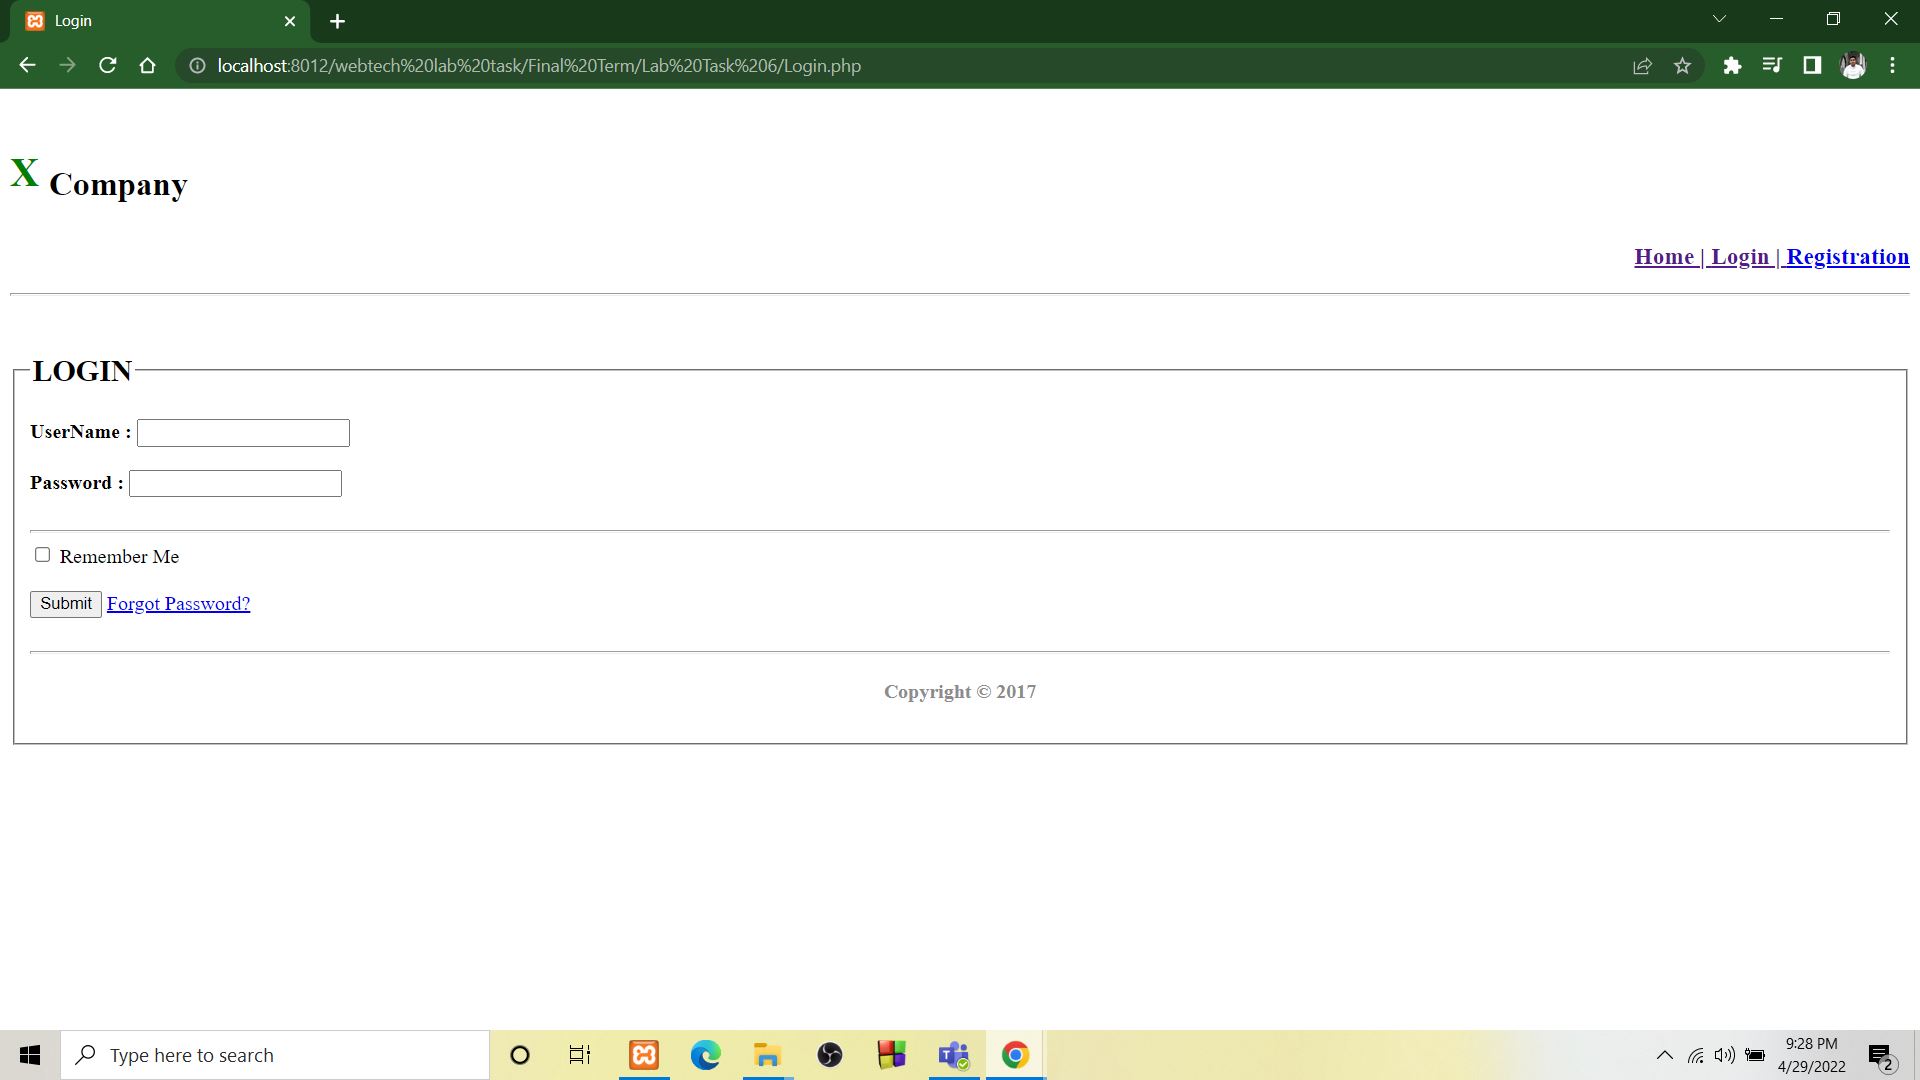 Login
localhost:8012/webtech%20lab%20task/Final%20Term/Lab%20Task%206/Login.php
X Company
Home | Login | Registration
LOGIN
UserName :
Password :
Remember Me
Submit Forgot Password?
Copyright © 2017
Type here to search
9:28 PM
4/29/2022
2